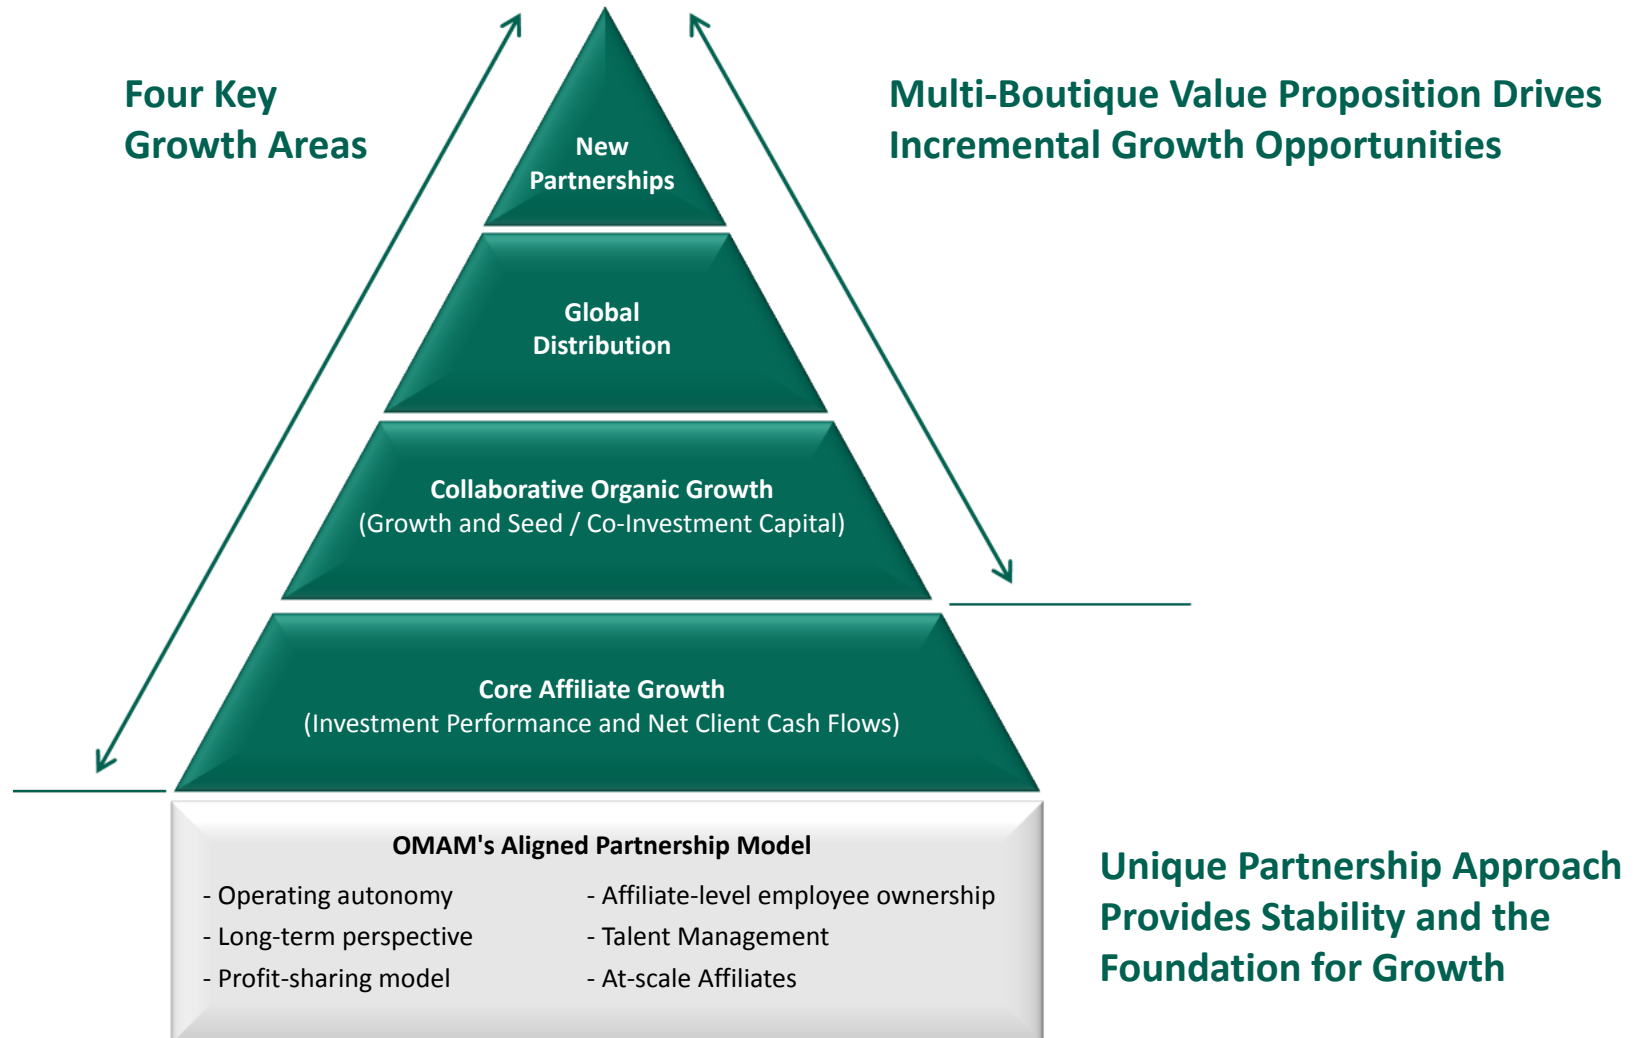 Four Key
Growth Areas
Multi-Boutique Value Proposition Drives
Incremental Growth Opportunities
New
Partnerships
Global
Distribution
Collaborative Organic Growth
(Growth and Seed / Co-Investment Capital)
Core Affiliate Growth
(Investment Performance and Net Client Cash Flows)
OMAM's Aligned Partnership Model
- Operating autonomy
- Long-term perspective
- Profit-sharing model
- Affiliate-level employee ownership
- Talent Management
- At-scale Affiliates
Unique Partnership Approach
Provides Stability and the
Foundation for Growth